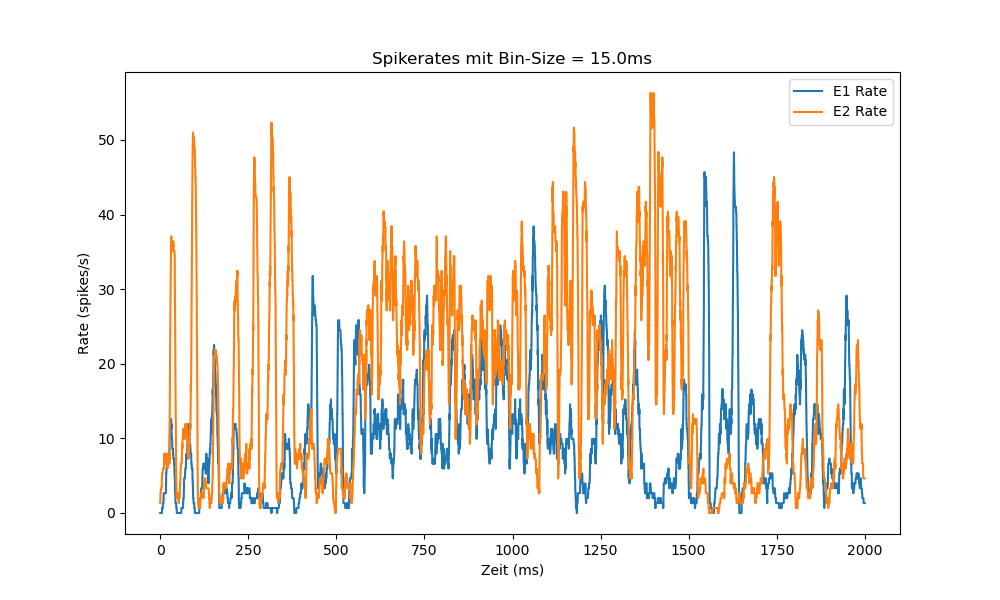 Spikerates mit Bin-Size = 15.0ms
E1 Rate
E2 Rate
Rate (spikes/s)
50
40
30
20
10
0
0 250 500 750 1000 1250 1500 1750 2000
Zeit (ms)